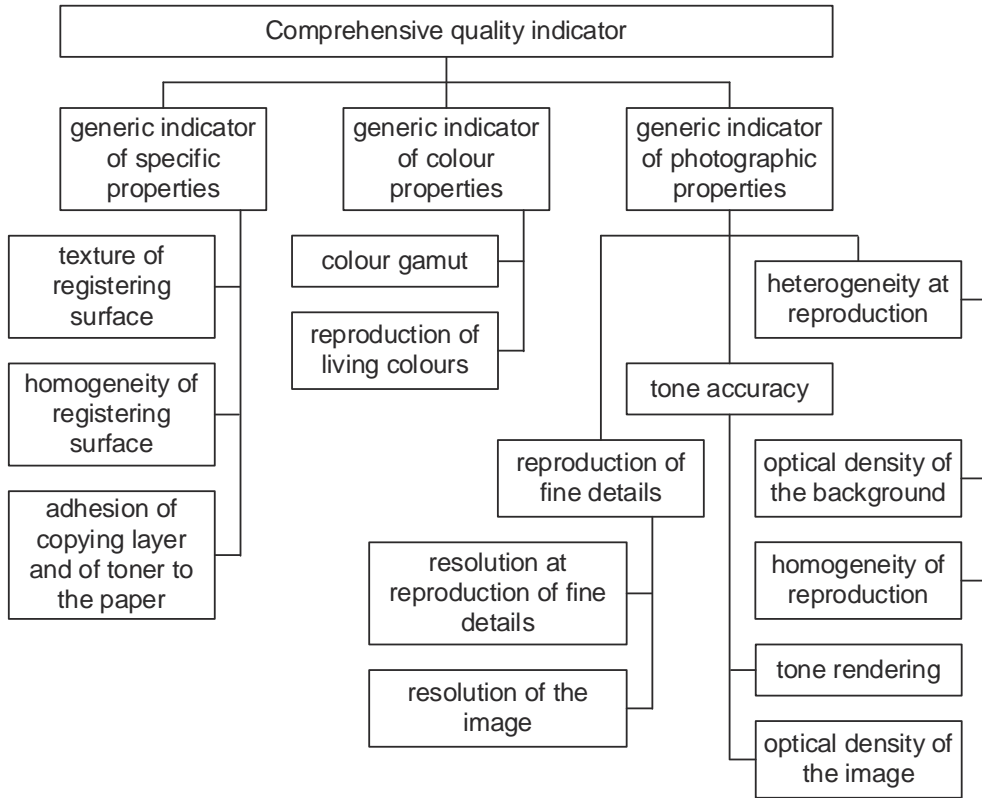 Comprehensive quality indicator
generic indicator
of specific
properties
generic indicator
of colour
properties
generic indicator
of photographic
properties
texture of
registering
surface
homogeneity of
registering
surface
adhesion of
copying layer
and of toner to
the paper
colour gamut
reproduction of
living colours
heterogeneity at
reproduction
tone accuracy
reproduction of
fine details
resolution at
reproduction of fine
details
resolution of the
image
optical density of
the background
homogeneity of
reproduction
tone rendering
optical density of
the image